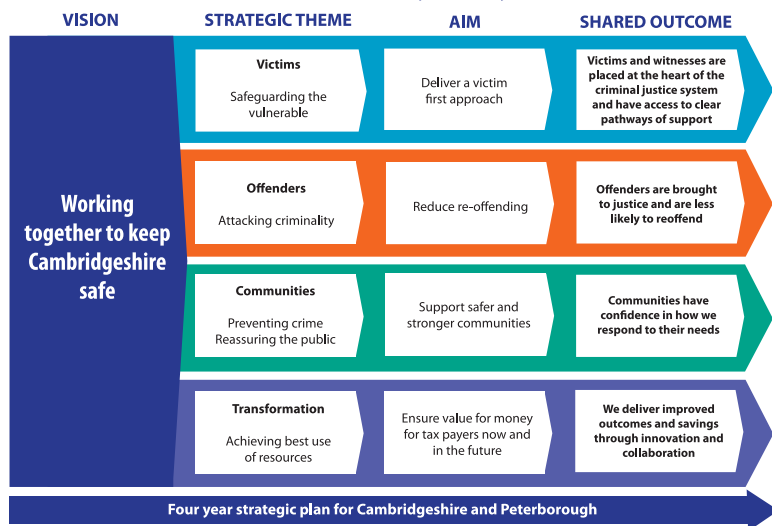 VISION
STRATEGIC THEME
AIM
SHARED OUTCOME
Working
together to keep
Cambridgeshire
safe
Victims
Safeguarding the
vulnerable
Deliver a victim
first approach
Victims and witnesses are
placed at the heart of the
criminal justice system
and have access to clear
pathways of support
Offenders
Attacking criminality
Reduce re-offending
Offenders are brought
to justice and are less
likely to reoffend
Communities
Preventing crime
Reassuring the public
Support safer and
stronger communities
Communities have
confidence in how we
respond to their needs
Transformation
Achieving best use
of resources
Ensure value for money
for tax payers now and
in the future
We deliver improved
outcomes and savings
through innovation and
collaboration
Four year strategic plan for Cambridgeshire and Peterborough